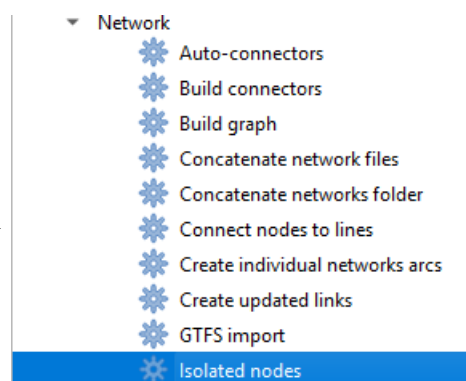 Network
Auto-connectors
Build connectors
Build graph
Concatenate network files
Concatenate networks folder
Connect nodes to lines
Create individual networks arcs
Create updated links
GTFS import
Isolated nodes